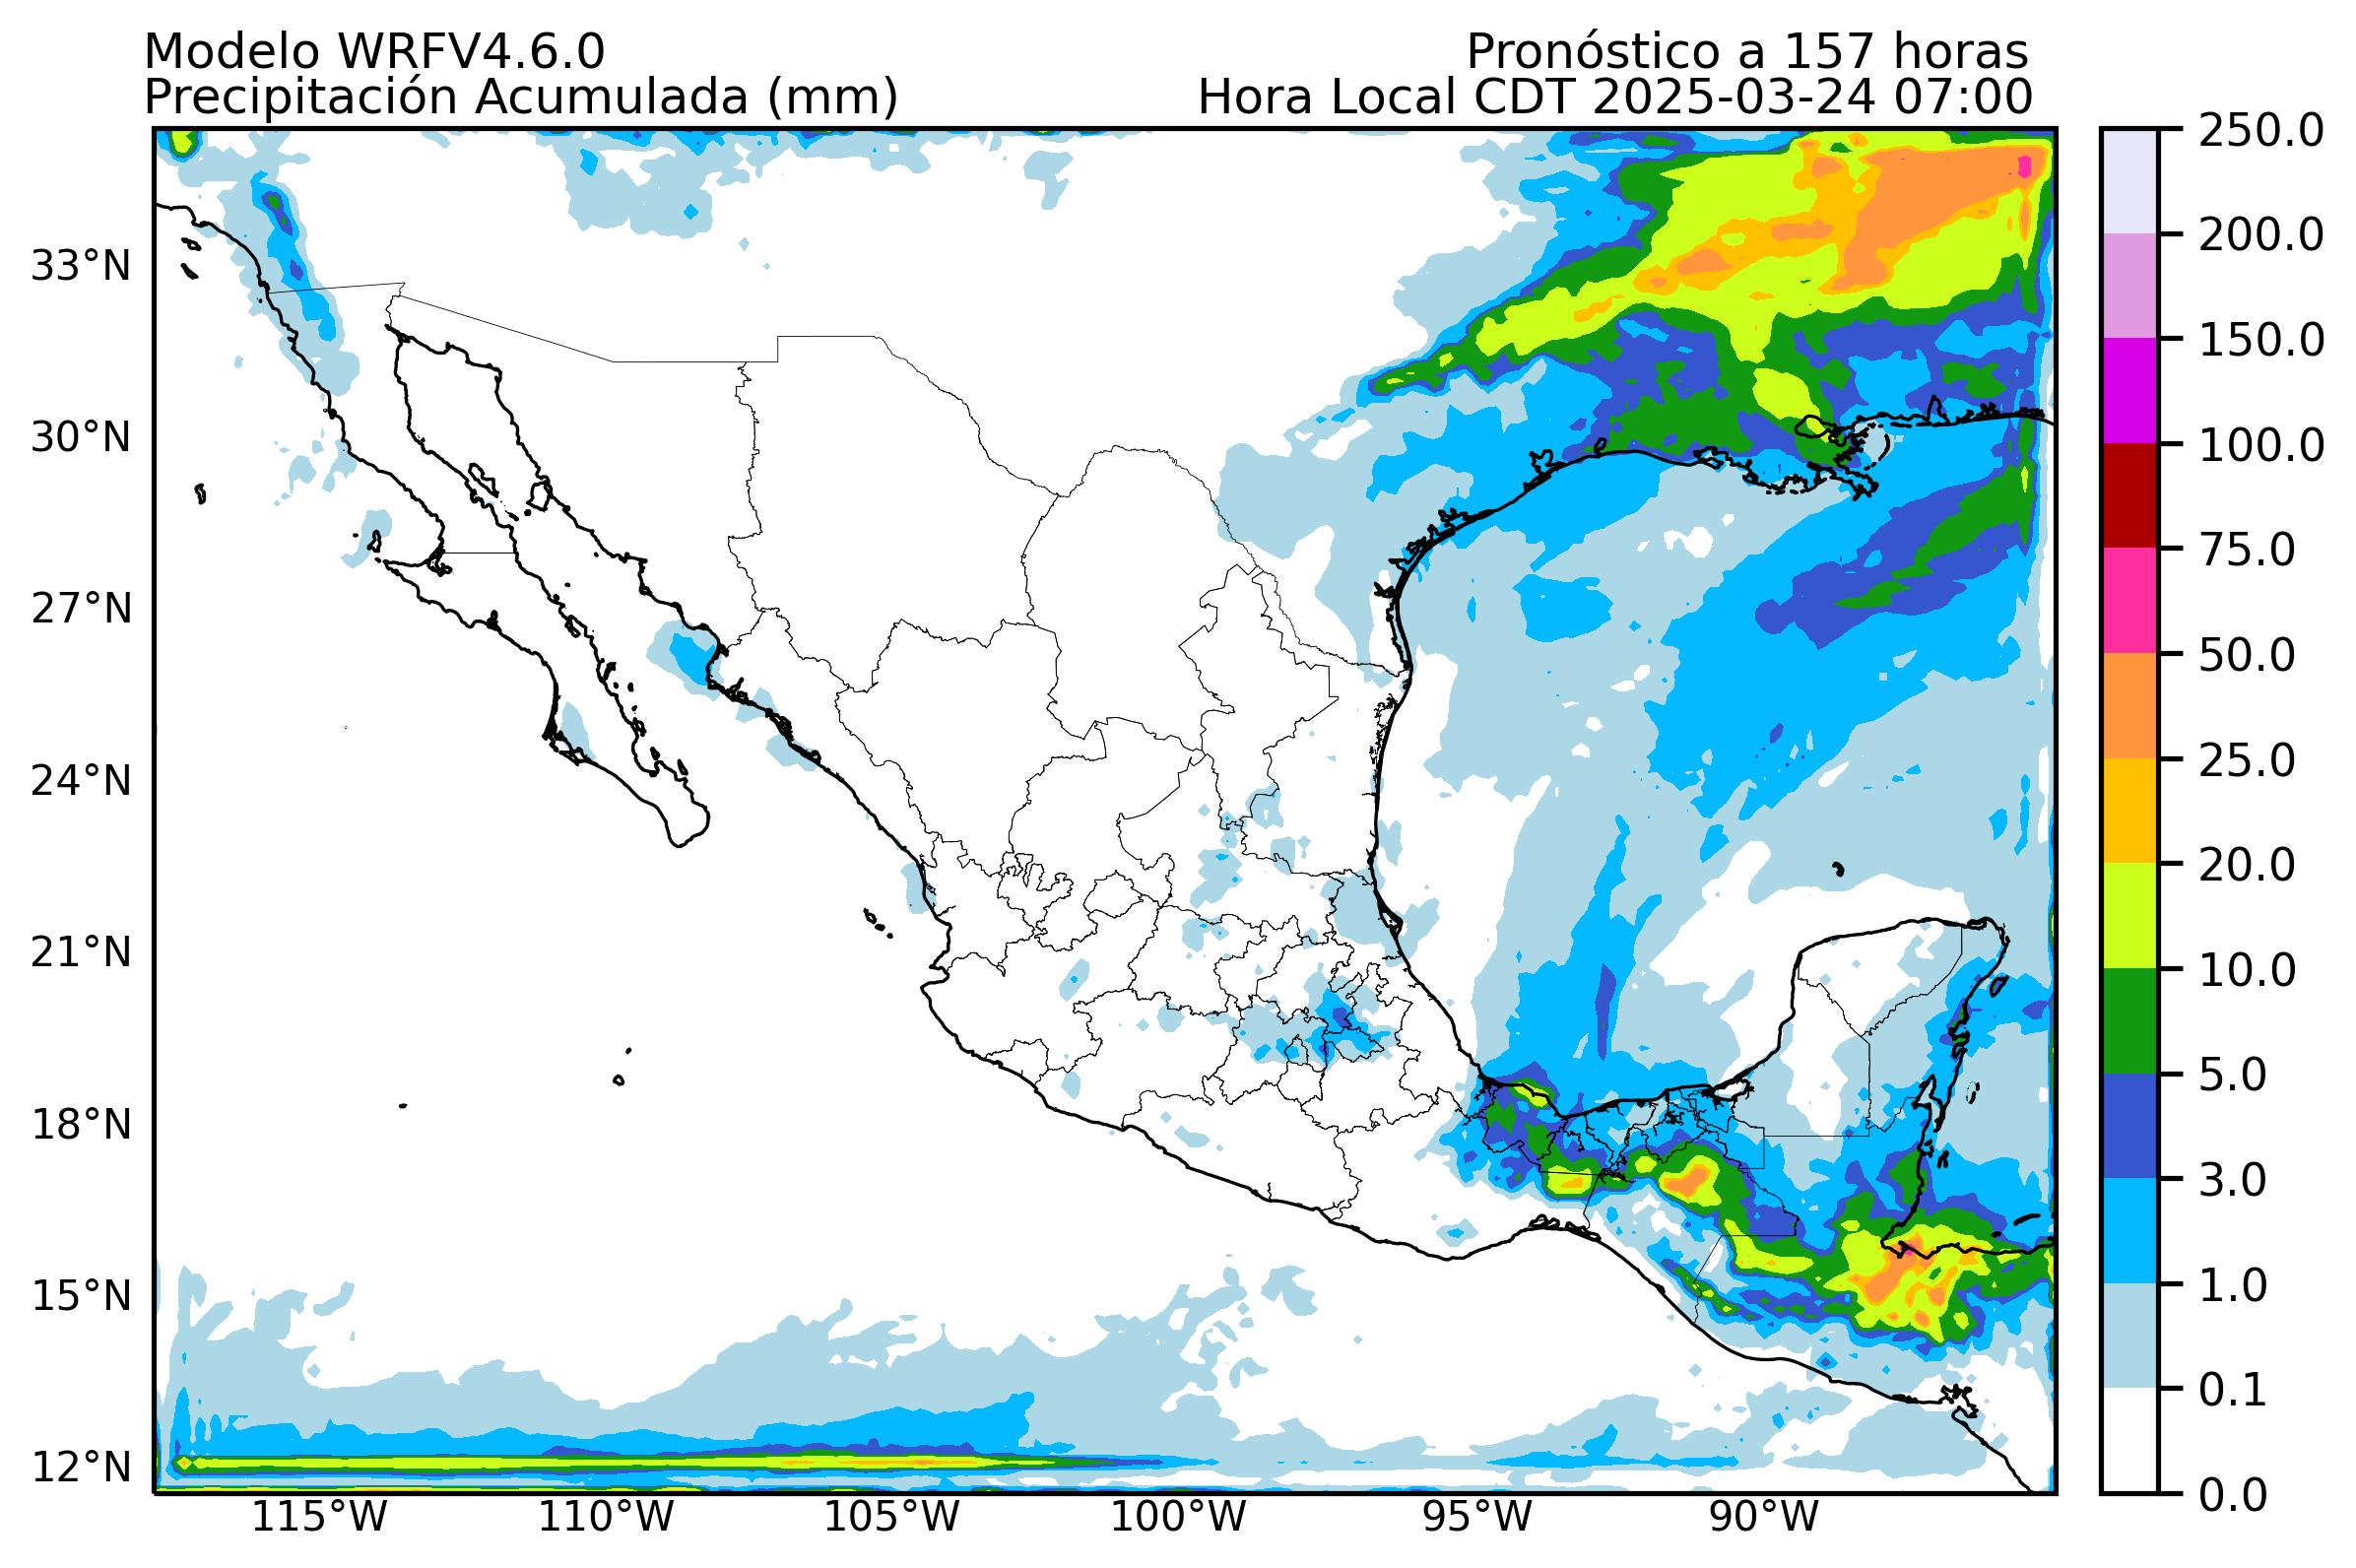 Modelo WRFV4.6.0
Pronóstico a 157 horas
Precipitación Acumulada (mm)
Hora Local CDT 2025-03-24 07:00
33°N
30°N
27°N
24°N
21°N
18°N
15°N
12°N
115°W
110°W
105°W
100°W
95°W
90°W
250.0
200.0
150.0
100.0
75.0
50.0
25.0
20.0
10.0
5.0
3.0
1.0
0.1
0.0